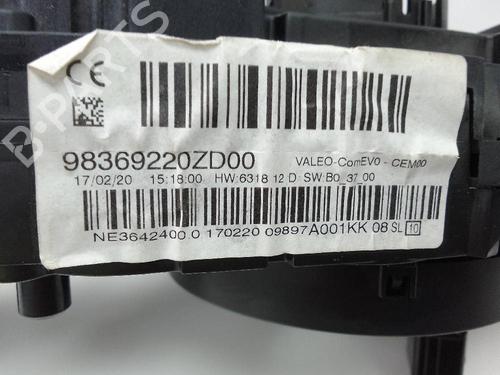 CE
98369220ZD00 VALEO-ComEVO - CEM00
17/02/20 15:18:00 HW:6318 12 D SW:B0_37_00
NE3642400 0 170220 09897A001KK 08 SL 10
B-PARTS